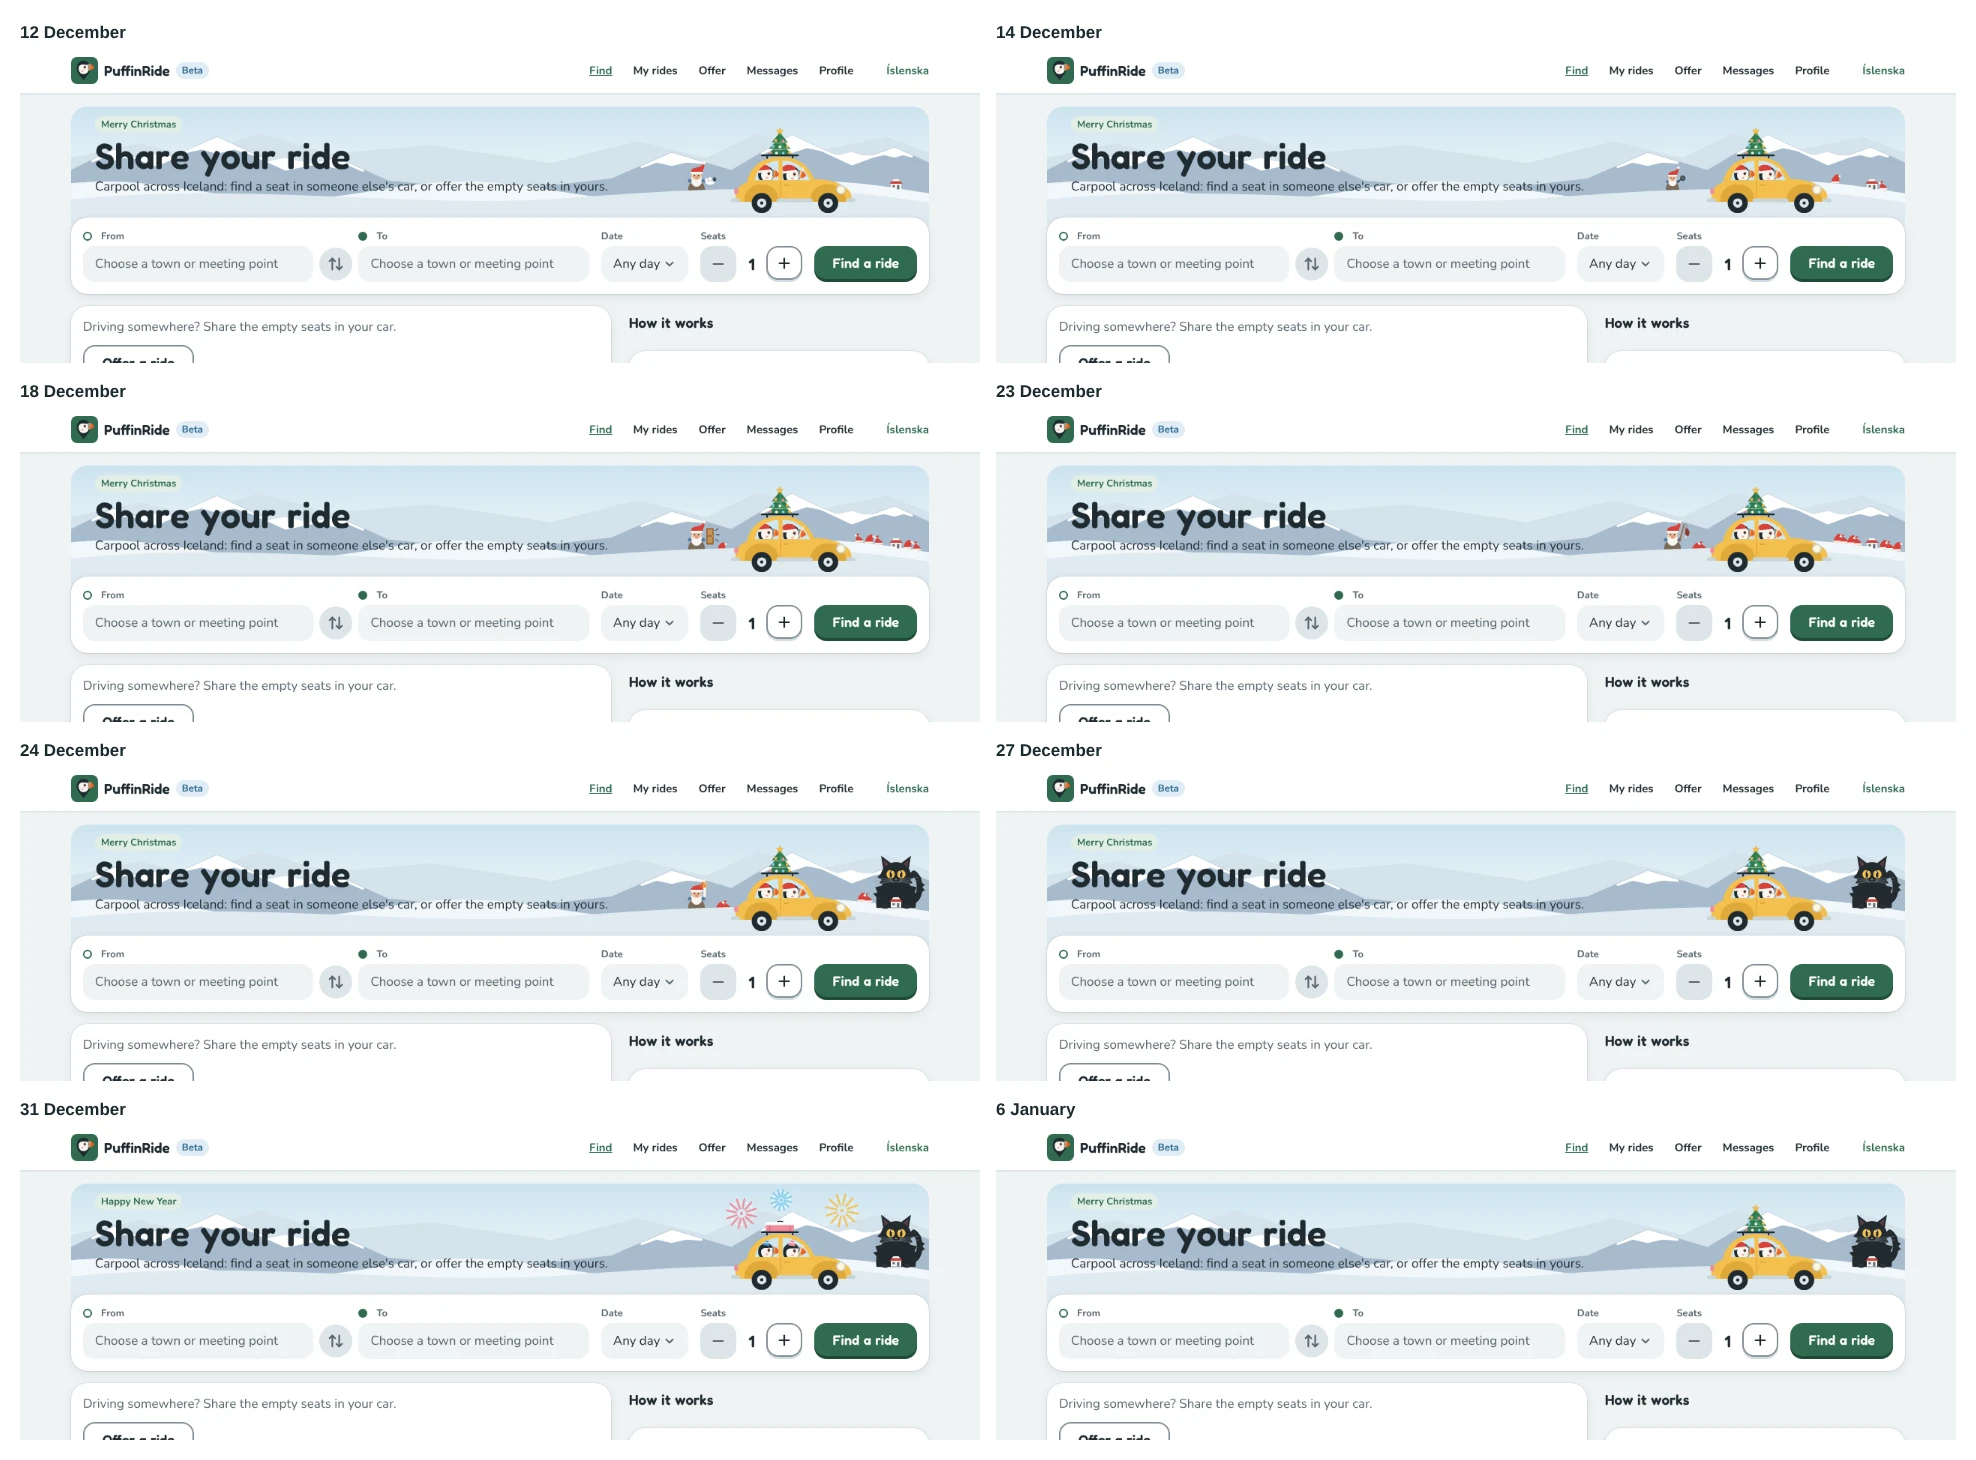 12 December
PuffinRide Beta Find My rides Offer Messages Profile Íslenska
Merry Christmas
Share your ride
Carpool across Iceland: find a seat in someone else's car, or offer the empty seats in yours.
From To Date Seats
Choose a town or meeting point Choose a town or meeting point Any day 1 Find a ride
Driving somewhere? Share the empty seats in your car. How it works
Offer a ride
14 December
PuffinRide Beta Find My rides Offer Messages Profile Íslenska
Merry Christmas
Share your ride
Carpool across Iceland: find a seat in someone else's car, or offer the empty seats in yours.
From To Date Seats
Choose a town or meeting point Choose a town or meeting point Any day 1 Find a ride
Driving somewhere? Share the empty seats in your car. How it works
Offer a ride
18 December
PuffinRide Beta Find My rides Offer Messages Profile Íslenska
Merry Christmas
Share your ride
Carpool across Iceland: find a seat in someone else's car, or offer the empty seats in yours.
From To Date Seats
Choose a town or meeting point Choose a town or meeting point Any day 1 Find a ride
Driving somewhere? Share the empty seats in your car. How it works
Offer a ride
23 December
PuffinRide Beta Find My rides Offer Messages Profile Íslenska
Merry Christmas
Share your ride
Carpool across Iceland: find a seat in someone else's car, or offer the empty seats in yours.
From To Date Seats
Choose a town or meeting point Choose a town or meeting point Any day 1 Find a ride
Driving somewhere? Share the empty seats in your car. How it works
Offer a ride
24 December
PuffinRide Beta Find My rides Offer Messages Profile Íslenska
Merry Christmas
Share your ride
Carpool across Iceland: find a seat in someone else's car, or offer the empty seats in yours.
From To Date Seats
Choose a town or meeting point Choose a town or meeting point Any day 1 Find a ride
Driving somewhere? Share the empty seats in your car. How it works
Offer a ride
27 December
PuffinRide Beta Find My rides Offer Messages Profile Íslenska
Merry Christmas
Share your ride
Carpool across Iceland: find a seat in someone else's car, or offer the empty seats in yours.
From To Date Seats
Choose a town or meeting point Choose a town or meeting point Any day 1 Find a ride
Driving somewhere? Share the empty seats in your car. How it works
Offer a ride
31 December
PuffinRide Beta Find My rides Offer Messages Profile Íslenska
Happy New Year
Share your ride
Carpool across Iceland: find a seat in someone else's car, or offer the empty seats in yours.
From To Date Seats
Choose a town or meeting point Choose a town or meeting point Any day 1 Find a ride
Driving somewhere? Share the empty seats in your car. How it works
Offer a ride
6 January
PuffinRide Beta Find My rides Offer Messages Profile Íslenska
Merry Christmas
Share your ride
Carpool across Iceland: find a seat in someone else's car, or offer the empty seats in yours.
From To Date Seats
Choose a town or meeting point Choose a town or meeting point Any day 1 Find a ride
Driving somewhere? Share the empty seats in your car. How it works
Offer a ride